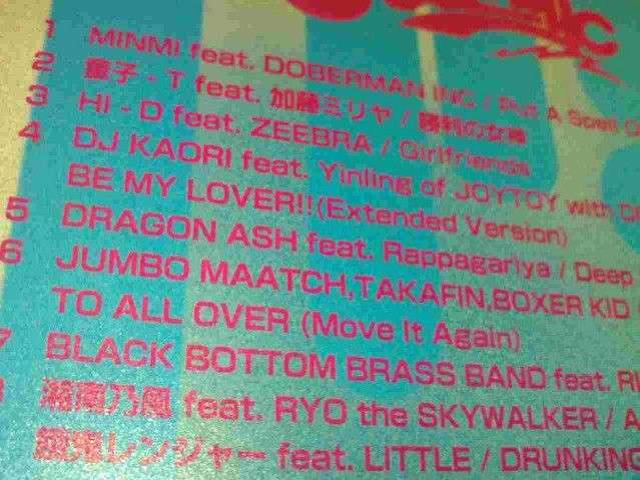 1 MINMI feat. DOBERMAN INC / Put A Spell
2 童子-T feat. 加藤ミリヤ / 勝利の女神
3 HI-D feat. ZEEBRA / Girlfriends
4 DJ KAORI feat. Yinling of JOYTOY with
BE MY LOVER!!(Extended Version)
5 DRAGON ASH feat. Rappagariya / Deep
6 JUMBO MAATCH,TAKAFIN,BOXER KID
TO ALL OVER (Move It Again)
7 BLACK BOTTOM BRASS BAND feat.
湘南乃風 feat. RYO the SKYWALKER / A
餓鬼レンジャー feat. LITTLE / DRUNKING